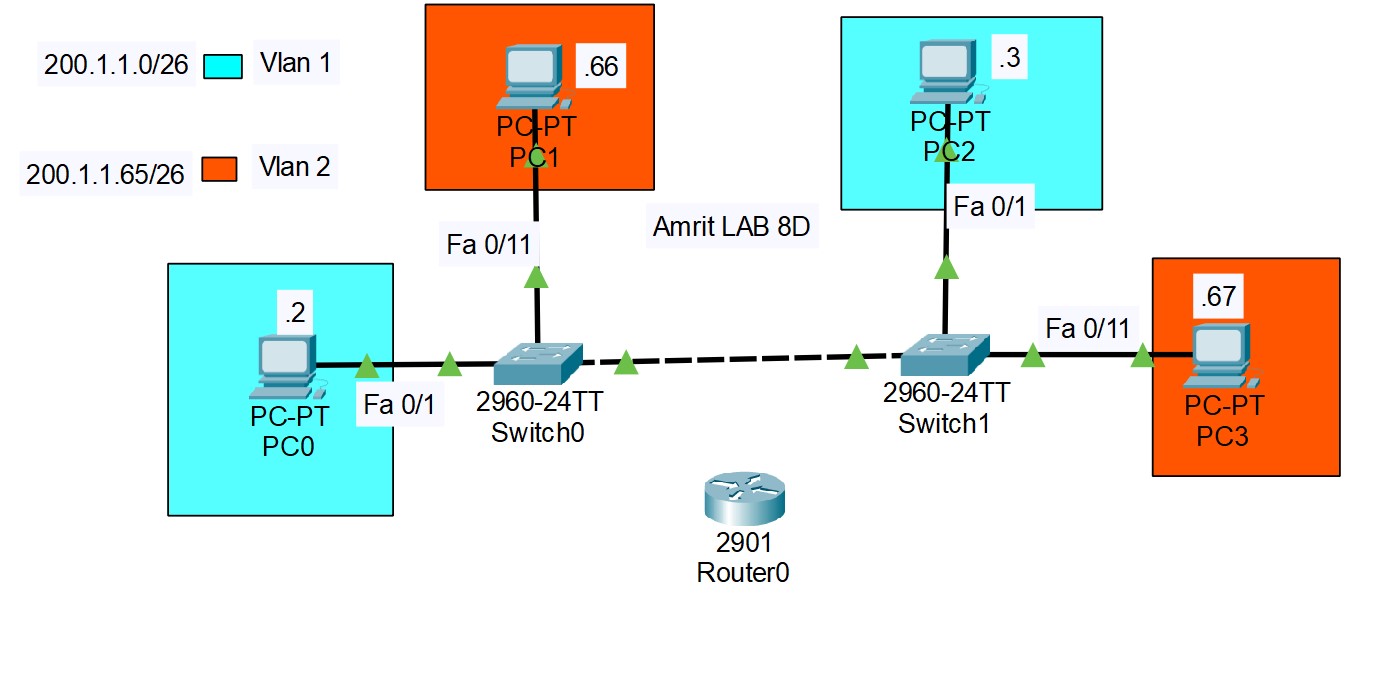 200.1.1.0/26
Vlan 1
200.1.1.65/26
Vlan 2
.66
PC-PT
PC1
Fa 0/11
Amrit LAB 8D
.3
PC-PT
PC2
Fa 0/1
.2
PC-PT
PC0
Fa 0/1
2960-24TT
Switch0
2960-24TT
Switch1
Fa 0/11
.67
PC-PT
PC3
2901
Router0